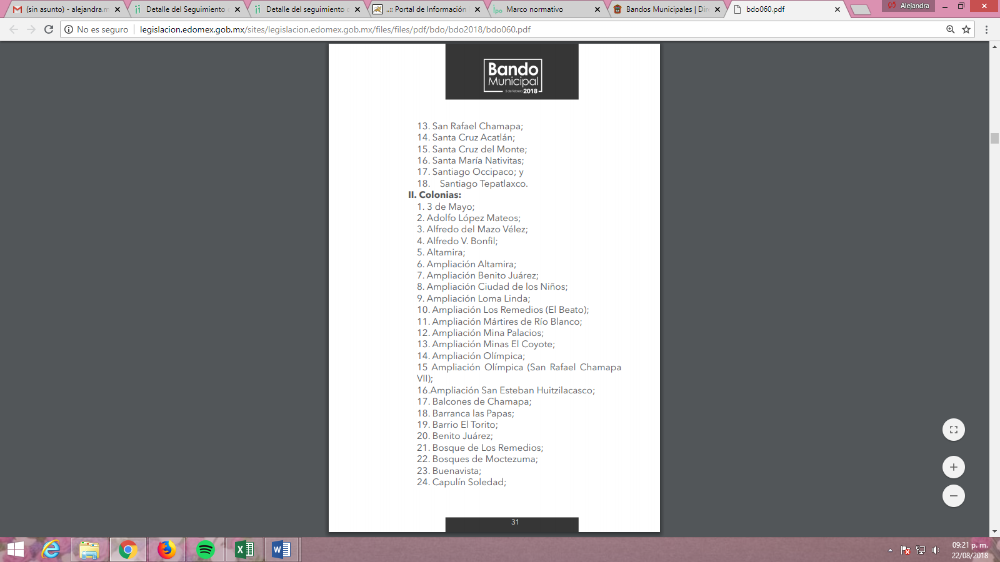 (sin asunto) - alejandra.m
Detalle del Seguimiento
Detalle del seguimiento
..:: Portal de Información
ipo Marco normativo
Bandos Municipales | Dir
bdo060.pdf
Alejandra
No es seguro
legislacion.edomex.gob.mx/sites/legislacion.edomex.gob.mx/files/files/pdf/bdo/bdo2018/bdo060.pdf
Bando
Municipal
5 de febrero 2018
13. San Rafael Chamapa;
14. Santa Cruz Acatlán;
15. Santa Cruz del Monte;
16. Santa María Nativitas;
17. Santiago Occipaco; y
18. Santiago Tepatlaxco.
II. Colonias:
1. 3 de Mayo;
2. Adolfo López Mateos;
3. Alfredo del Mazo Vélez;
4. Alfredo V. Bonfil;
5. Altamira;
6. Ampliación Altamira;
7. Ampliación Benito Juárez;
8. Ampliación Ciudad de los Niños;
9. Ampliación Loma Linda;
10. Ampliación Los Remedios (El Beato);
11. Ampliación Mártires de Río Blanco;
12. Ampliación Mina Palacios;
13. Ampliación Minas El Coyote;
14. Ampliación Olímpica;
15 Ampliación Olímpica (San Rafael Chamapa
VII);
16.Ampliación San Esteban Huitzilacasco;
17. Balcones de Chamapa;
18. Barranca las Papas;
19. Barrio El Torito;
20. Benito Juárez;
21. Bosque de Los Remedios;
22. Bosques de Moctezuma;
23. Buenavista;
24. Capulín Soledad;
31
09:21 p. m.
22/08/2018